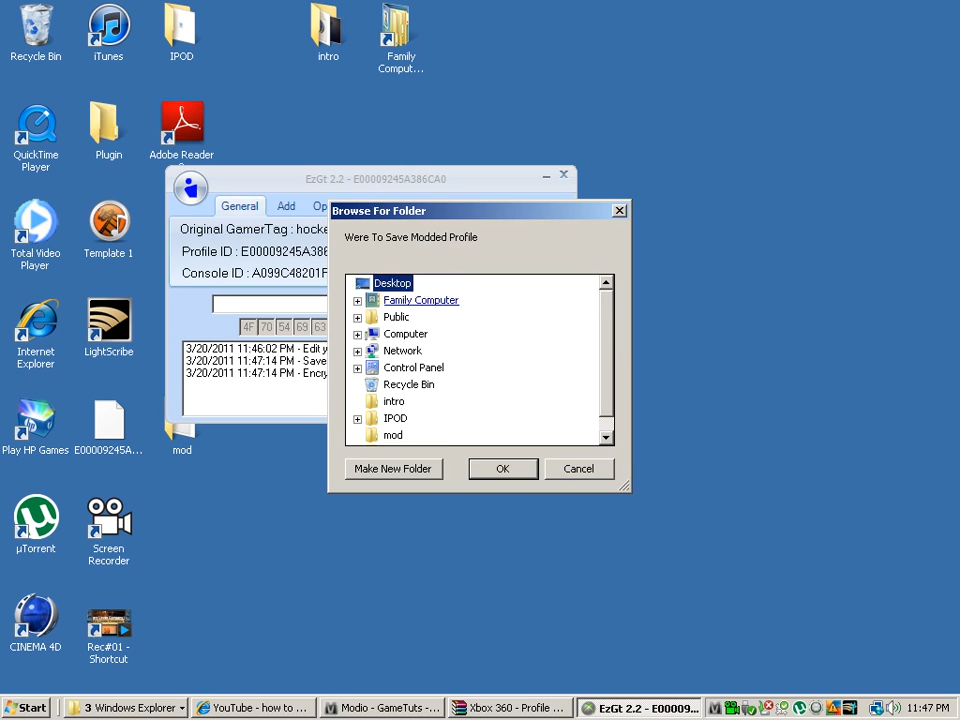 Recycle Bin
iTunes
IPOD
intro
Family
Comput...
QuickTime
Player
Plugin
Adobe Reader
EzGt 2.2 - E00009245A386CA0
General
Add
Op
Original GamerTag : hocke
Profile ID : E00009245A386
Console ID : A099C48201F
4F 70 54 69 63
3/20/2011 11:46:02 PM - Edit y
3/20/2011 11:47:14 PM - Save
3/20/2011 11:47:14 PM - Encry
Browse For Folder
Were To Save Modded Profile
Desktop
Family Computer
Public
Computer
Network
Control Panel
Recycle Bin
intro
IPOD
mod
Make New Folder
OK
Cancel
Total Video
Player
Template 1
Internet
Explorer
LightScribe
Play HP Games
E00009245A...
mod
µTorrent
Screen
Recorder
CINEMA 4D
Rec#01 -
Shortcut
Start
3 Windows Explorer
YouTube - how to ...
Modio - GameTuts -...
Xbox 360 - Profile ...
EzGt 2.2 - E00009...
11:47 PM